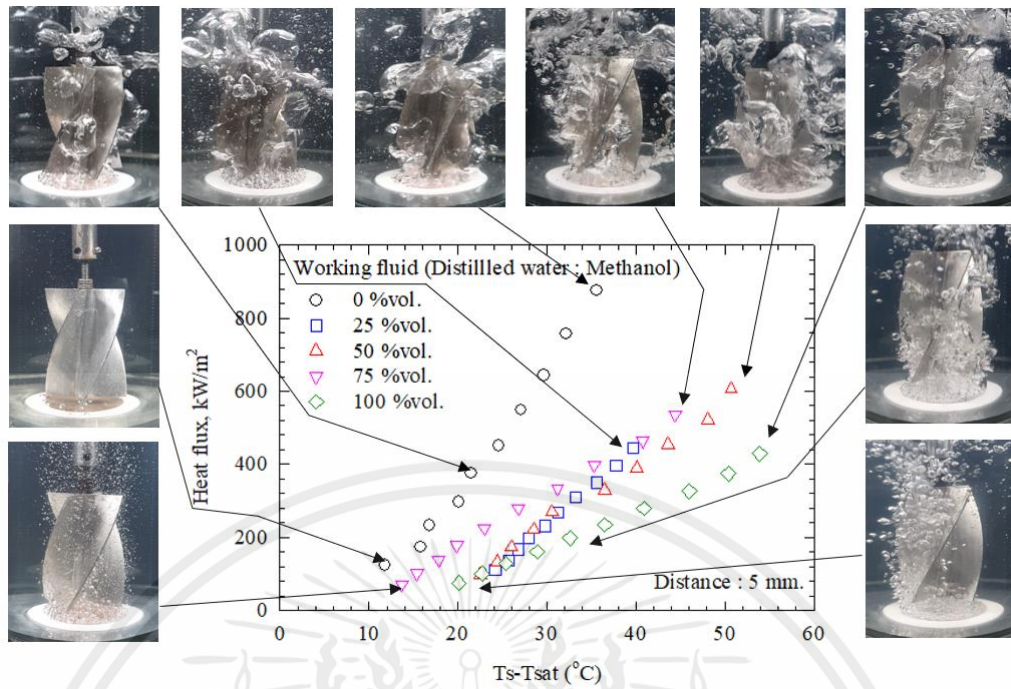 1000
Working fluid (Distillled water : Methanol)
0 %vol.
800
25 %vol.
50 %vol.
600
75 %vol.
100 %vol.
Heat flux, kW/m²
400
200
Distance : 5 mm.
0
0 10 20 30 40 50 60
Ts-Tsat (°C)